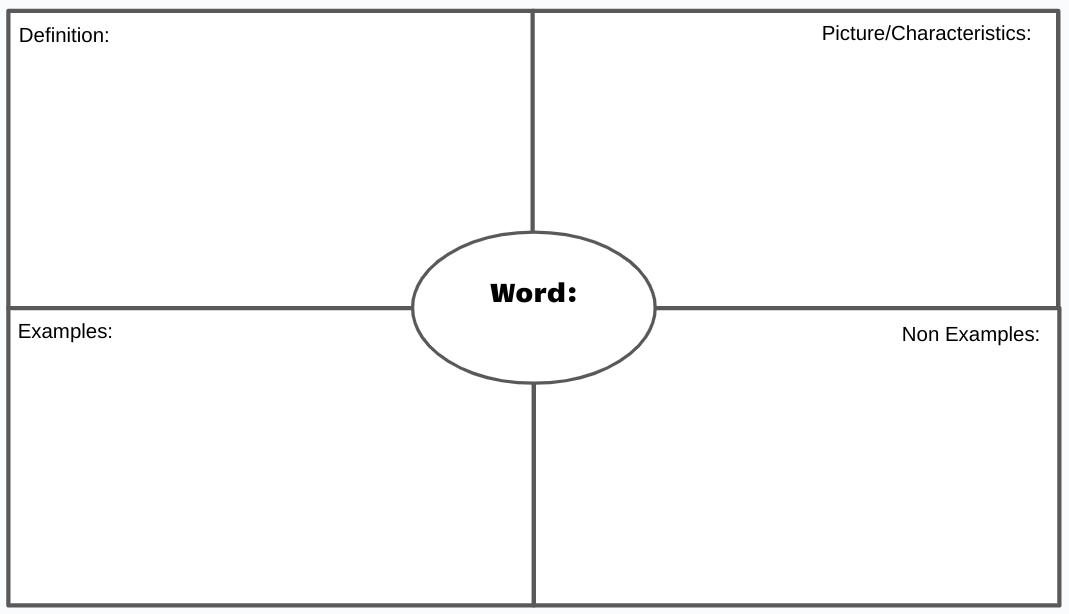 Definition:
Picture/Characteristics:
Word:
Examples:
Non Examples: